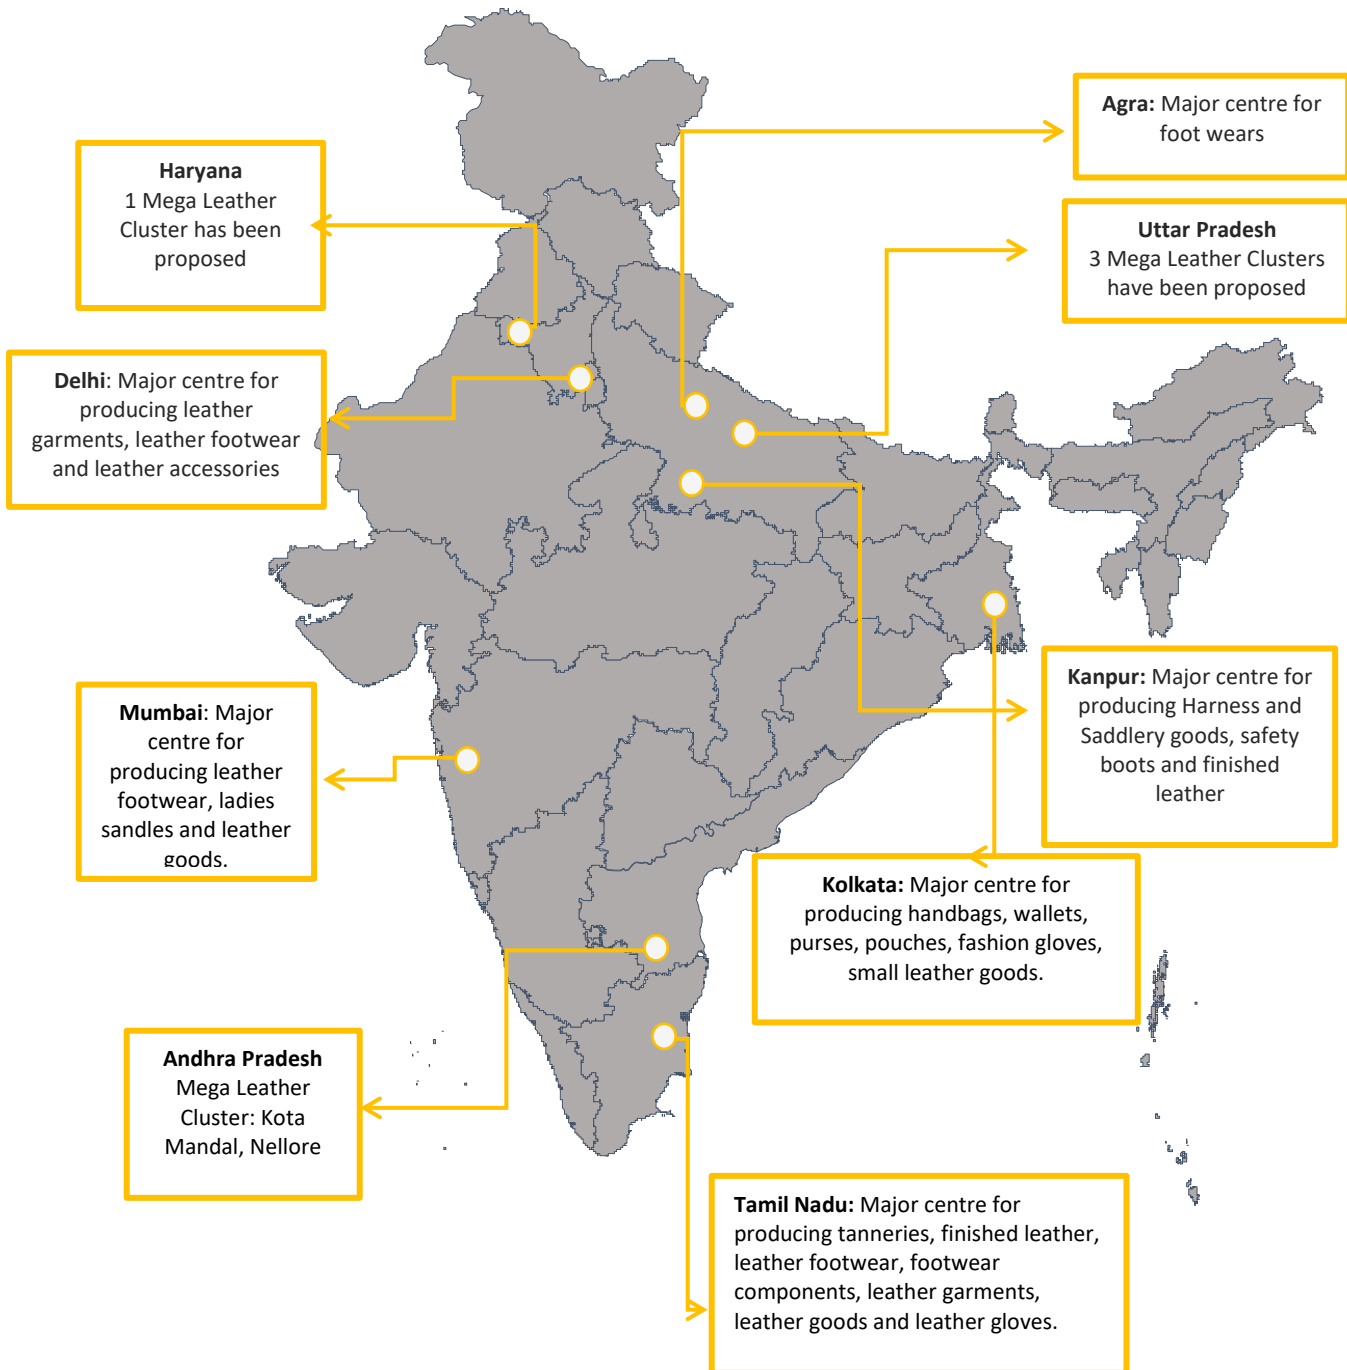 Agra: Major centre for
foot wears
Haryana
1 Mega Leather
Cluster has been
proposed
Uttar Pradesh
3 Mega Leather Clusters
have been proposed
Delhi: Major centre for
producing leather
garments, leather footwear
and leather accessories
Mumbai: Major
centre for
producing leather
footwear, ladies
sandles and leather
goods.
Kanpur: Major centre for
producing Harness and
Saddlery goods, safety
boots and finished
leather
Kolkata: Major centre for
producing handbags, wallets,
purses, pouches, fashion gloves,
small leather goods.
Andhra Pradesh
Mega Leather
Cluster: Kota
Mandal, Nellore
Tamil Nadu: Major centre for
producing tanneries, finished leather,
leather footwear, footwear
components, leather garments,
leather goods and leather gloves.